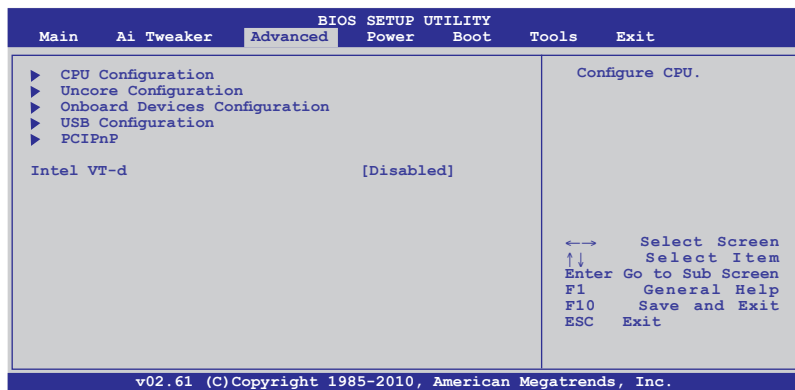 BIOS SETUP UTILITY
Main Ai Tweaker Advanced Power Boot Tools Exit
CPU Configuration
Uncore Configuration
Onboard Devices Configuration
USB Configuration
PCIPnP
Intel VT-d [Disabled]
Configure CPU.
←→ Select Screen
↑↓ Select Item
Enter Go to Sub Screen
F1 General Help
F10 Save and Exit
ESC Exit
v02.61 (C)Copyright 1985-2010, American Megatrends, Inc.